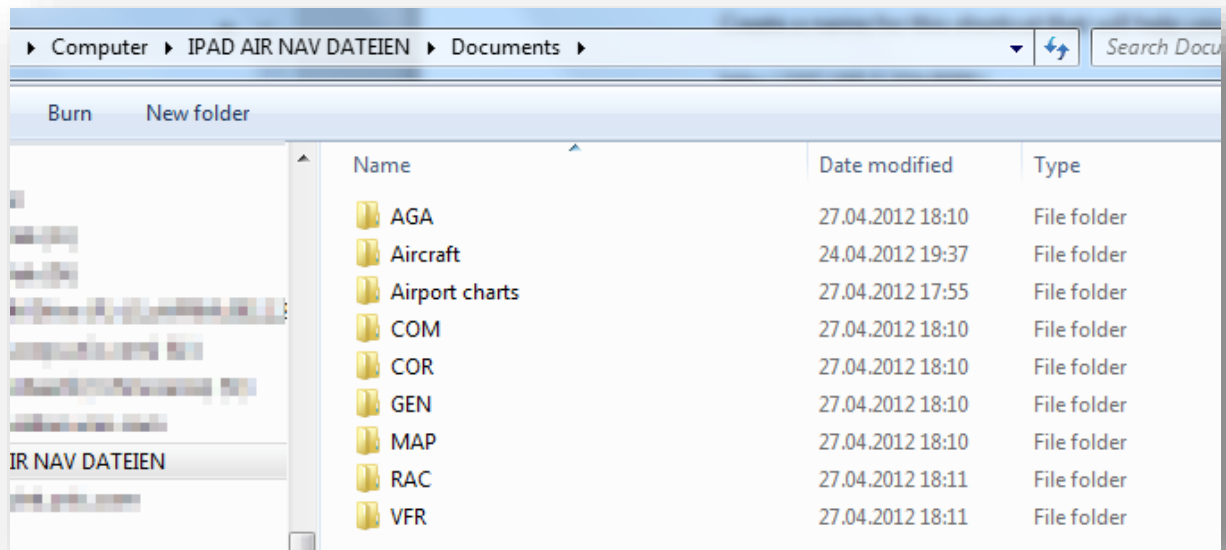 Computer IPAD AIR NAV DATEIEN Documents Search Docu
Burn New folder
Name Date modified Type
AGA 27.04.2012 18:10 File folder
Aircraft 24.04.2012 19:37 File folder
Airport charts 27.04.2012 17:55 File folder
COM 27.04.2012 18:10 File folder
COR 27.04.2012 18:10 File folder
GEN 27.04.2012 18:10 File folder
MAP 27.04.2012 18:10 File folder
IR NAV DATEIEN
RAC 27.04.2012 18:11 File folder
VFR 27.04.2012 18:11 File folder